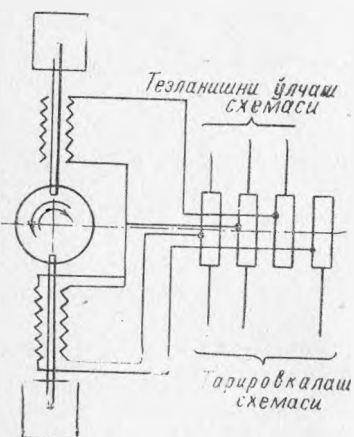 Тезланишни ўлчаш
схемаси
Тарировкалаш
схемаси